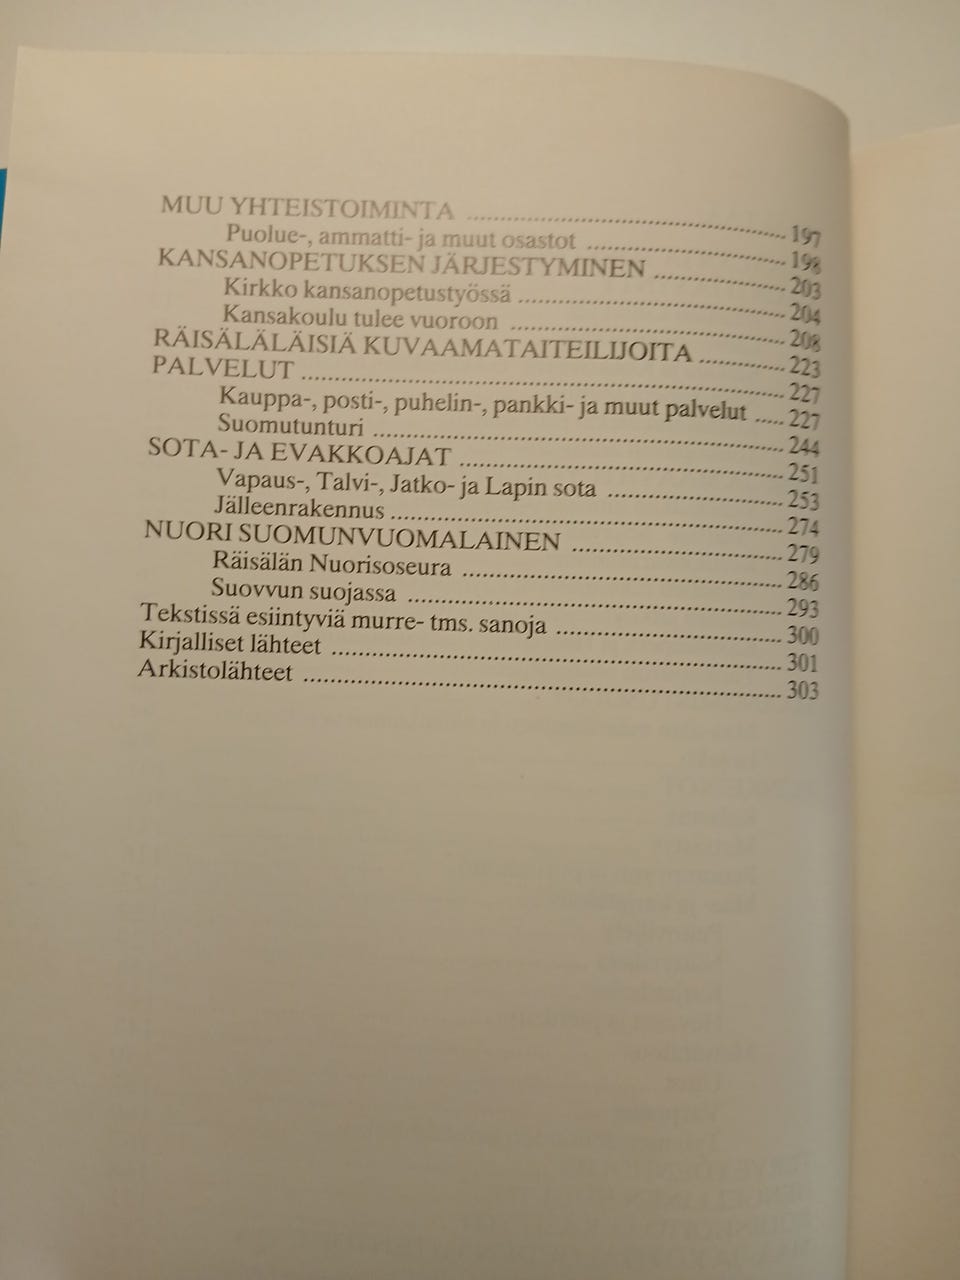 MUU YHTEISTOIMINTA ........ 197
Puolue-, ammatti- ja muut osastot ........ 198
KANSANOPETUKSEN JÄRJESTYMINEN ........ 203
Kirkko kansanopetustyössä ........ 204
Kansakoulu tulee vuoroon ........ 208
RÄISÄLÄLÄISIÄ KUVAAMATAITEILIJOITA ........ 223
PALVELUT ........ 227
Kauppa-, posti-, puhelin-, pankki- ja muut palvelut ..... 227
Suomutunturi ........ 244
SOTA- JA EVAKKOAJAT ........ 251
Vapaus-, Talvi-, Jatko- ja Lapin sota ........ 253
Jälleenrakennus ........ 274
NUORI SUOMUNVUOMALAINEN ........ 279
Räisälän Nuorisoseura ........ 286
Suovvun suojassa ........ 293
Tekstissä esiintyviä murre- tms. sanoja ........ 300
Kirjalliset lähteet ........ 301
Arkistolähteet ........ 303